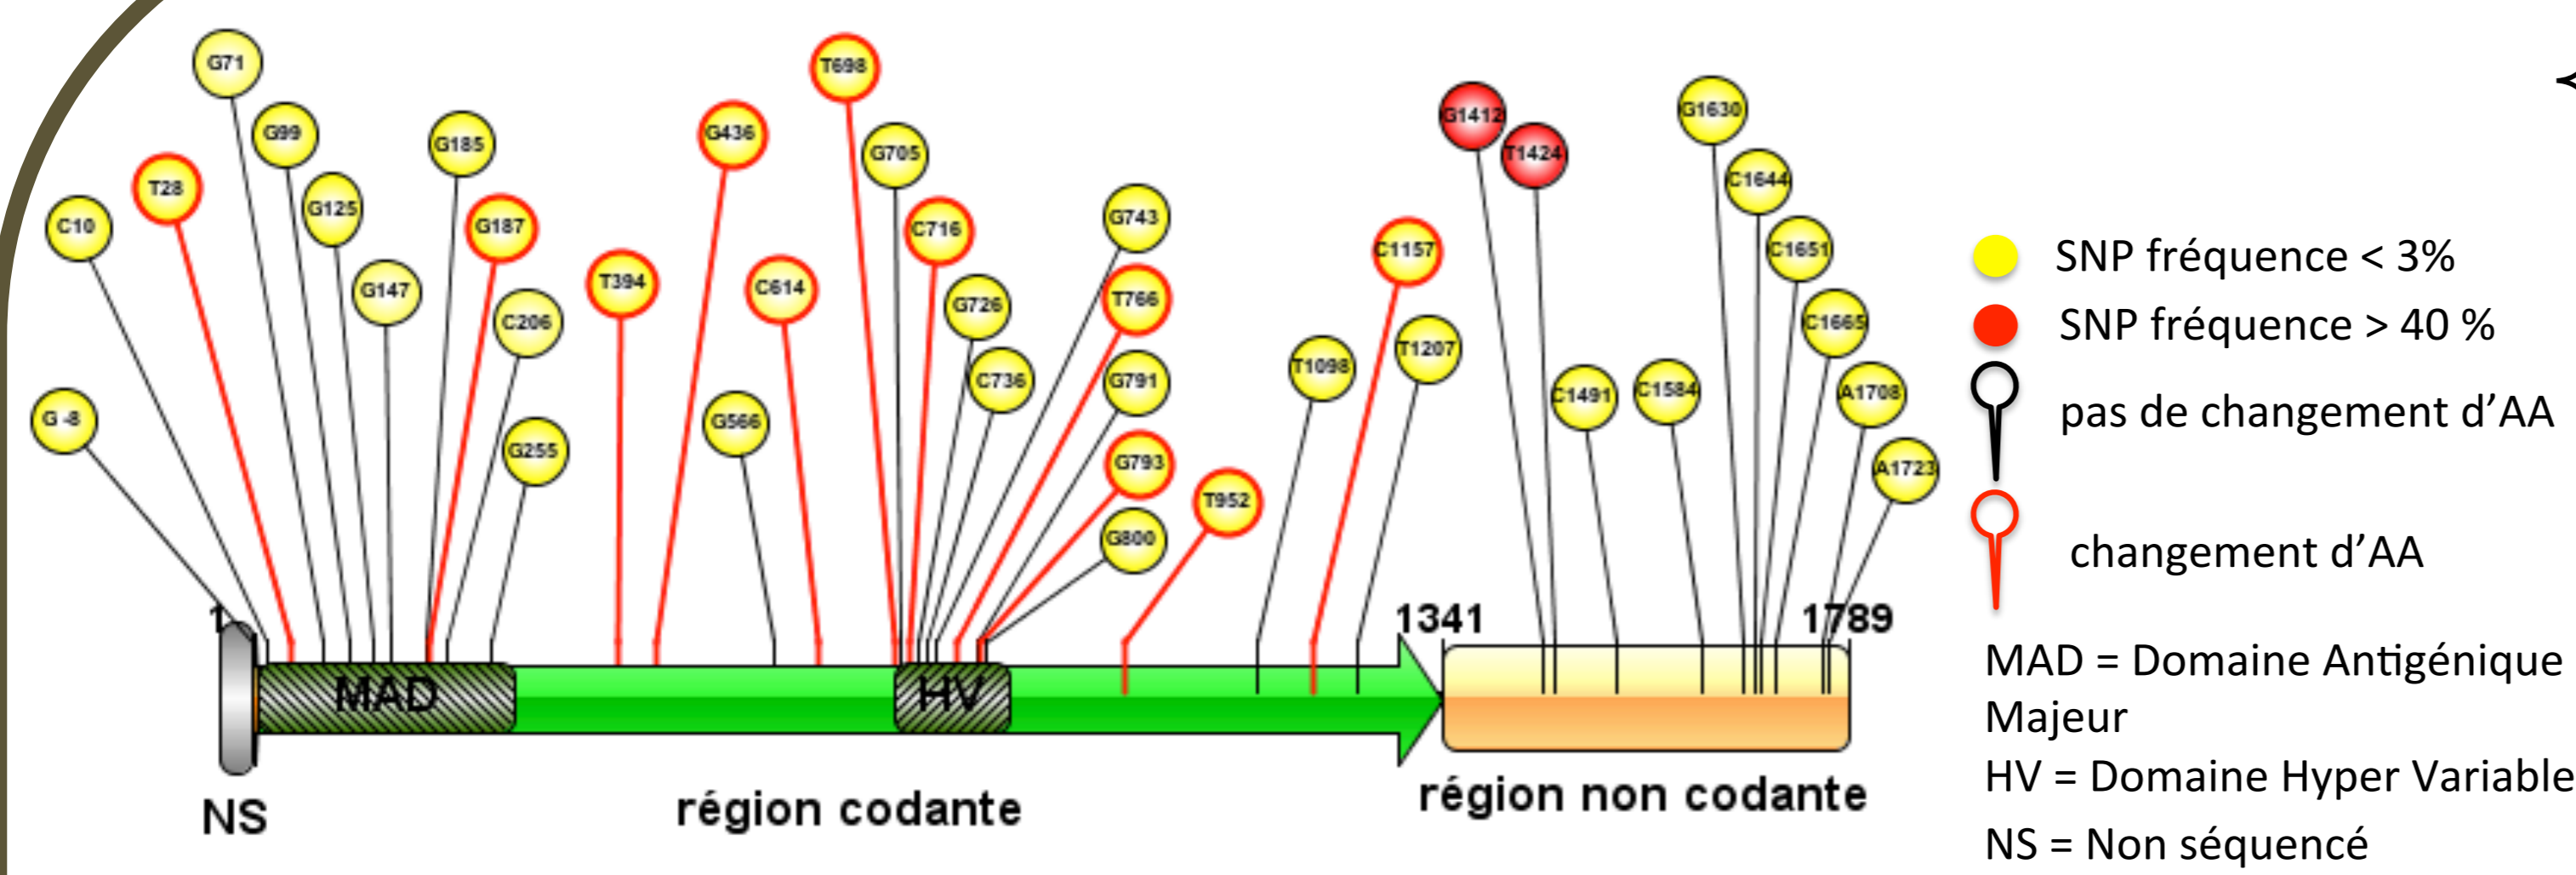 G71
T698
G1412
G1630
G99
G185
G436
G705
T1424
C1644
T28
G125
C10
G187
C716
G743
C1157
C1651
SNP fréquence < 3%
G147
T394
C614
T766
C206
G726
C1665
SNP fréquence > 40 %
T1098
T1207
C736
G791
C1491
C1584
A1708
G -8
G566
pas de changement d'AA
G255
G793
T952
A1723
G800
changement d'AA
1
1341
1789
MAD
HV
MAD = Domaine Antigénique
Majeur
NS
région codante
région non codante
HV = Domaine Hyper Variable
NS = Non séquencé